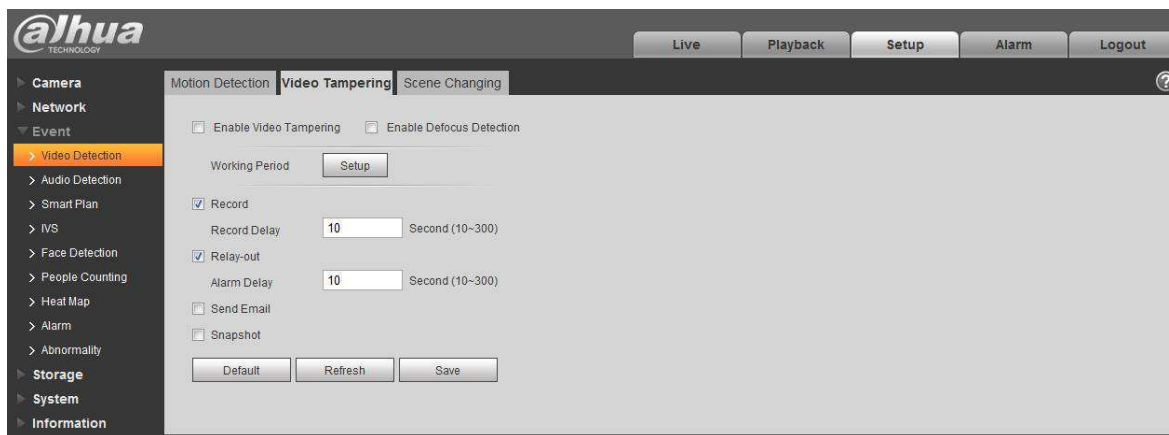 alhua
TECHNOLOGY
Live Playback Setup Alarm Logout
Camera
Network
Event
> Video Detection
> Audio Detection
> Smart Plan
> IVS
> Face Detection
> People Counting
> Heat Map
> Alarm
> Abnormality
Storage
System
Information
Motion Detection Video Tampering Scene Changing
?
Enable Video Tampering Enable Defocus Detection
Working Period Setup
Record
Record Delay 10 Second (10~300)
Relay-out
Alarm Delay 10 Second (10~300)
Send Email
Snapshot
Default Refresh Save